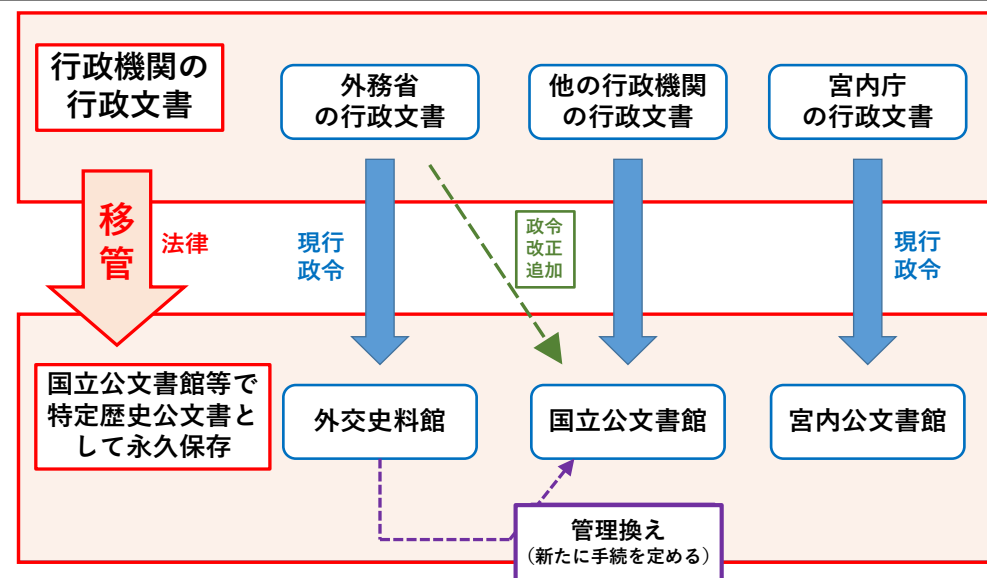 行政機関の
行政文書
外務省
の行政文書
他の行政機関
の行政文書
宮内庁
の行政文書
移
管
法律
現行
政令
政令
改正
追加
現行
政令
国立公文書館等で
特定歴史公文書と
して永久保存
外交史料館
国立公文書館
宮内公文書館
管理換え
（新たに手続を定める）